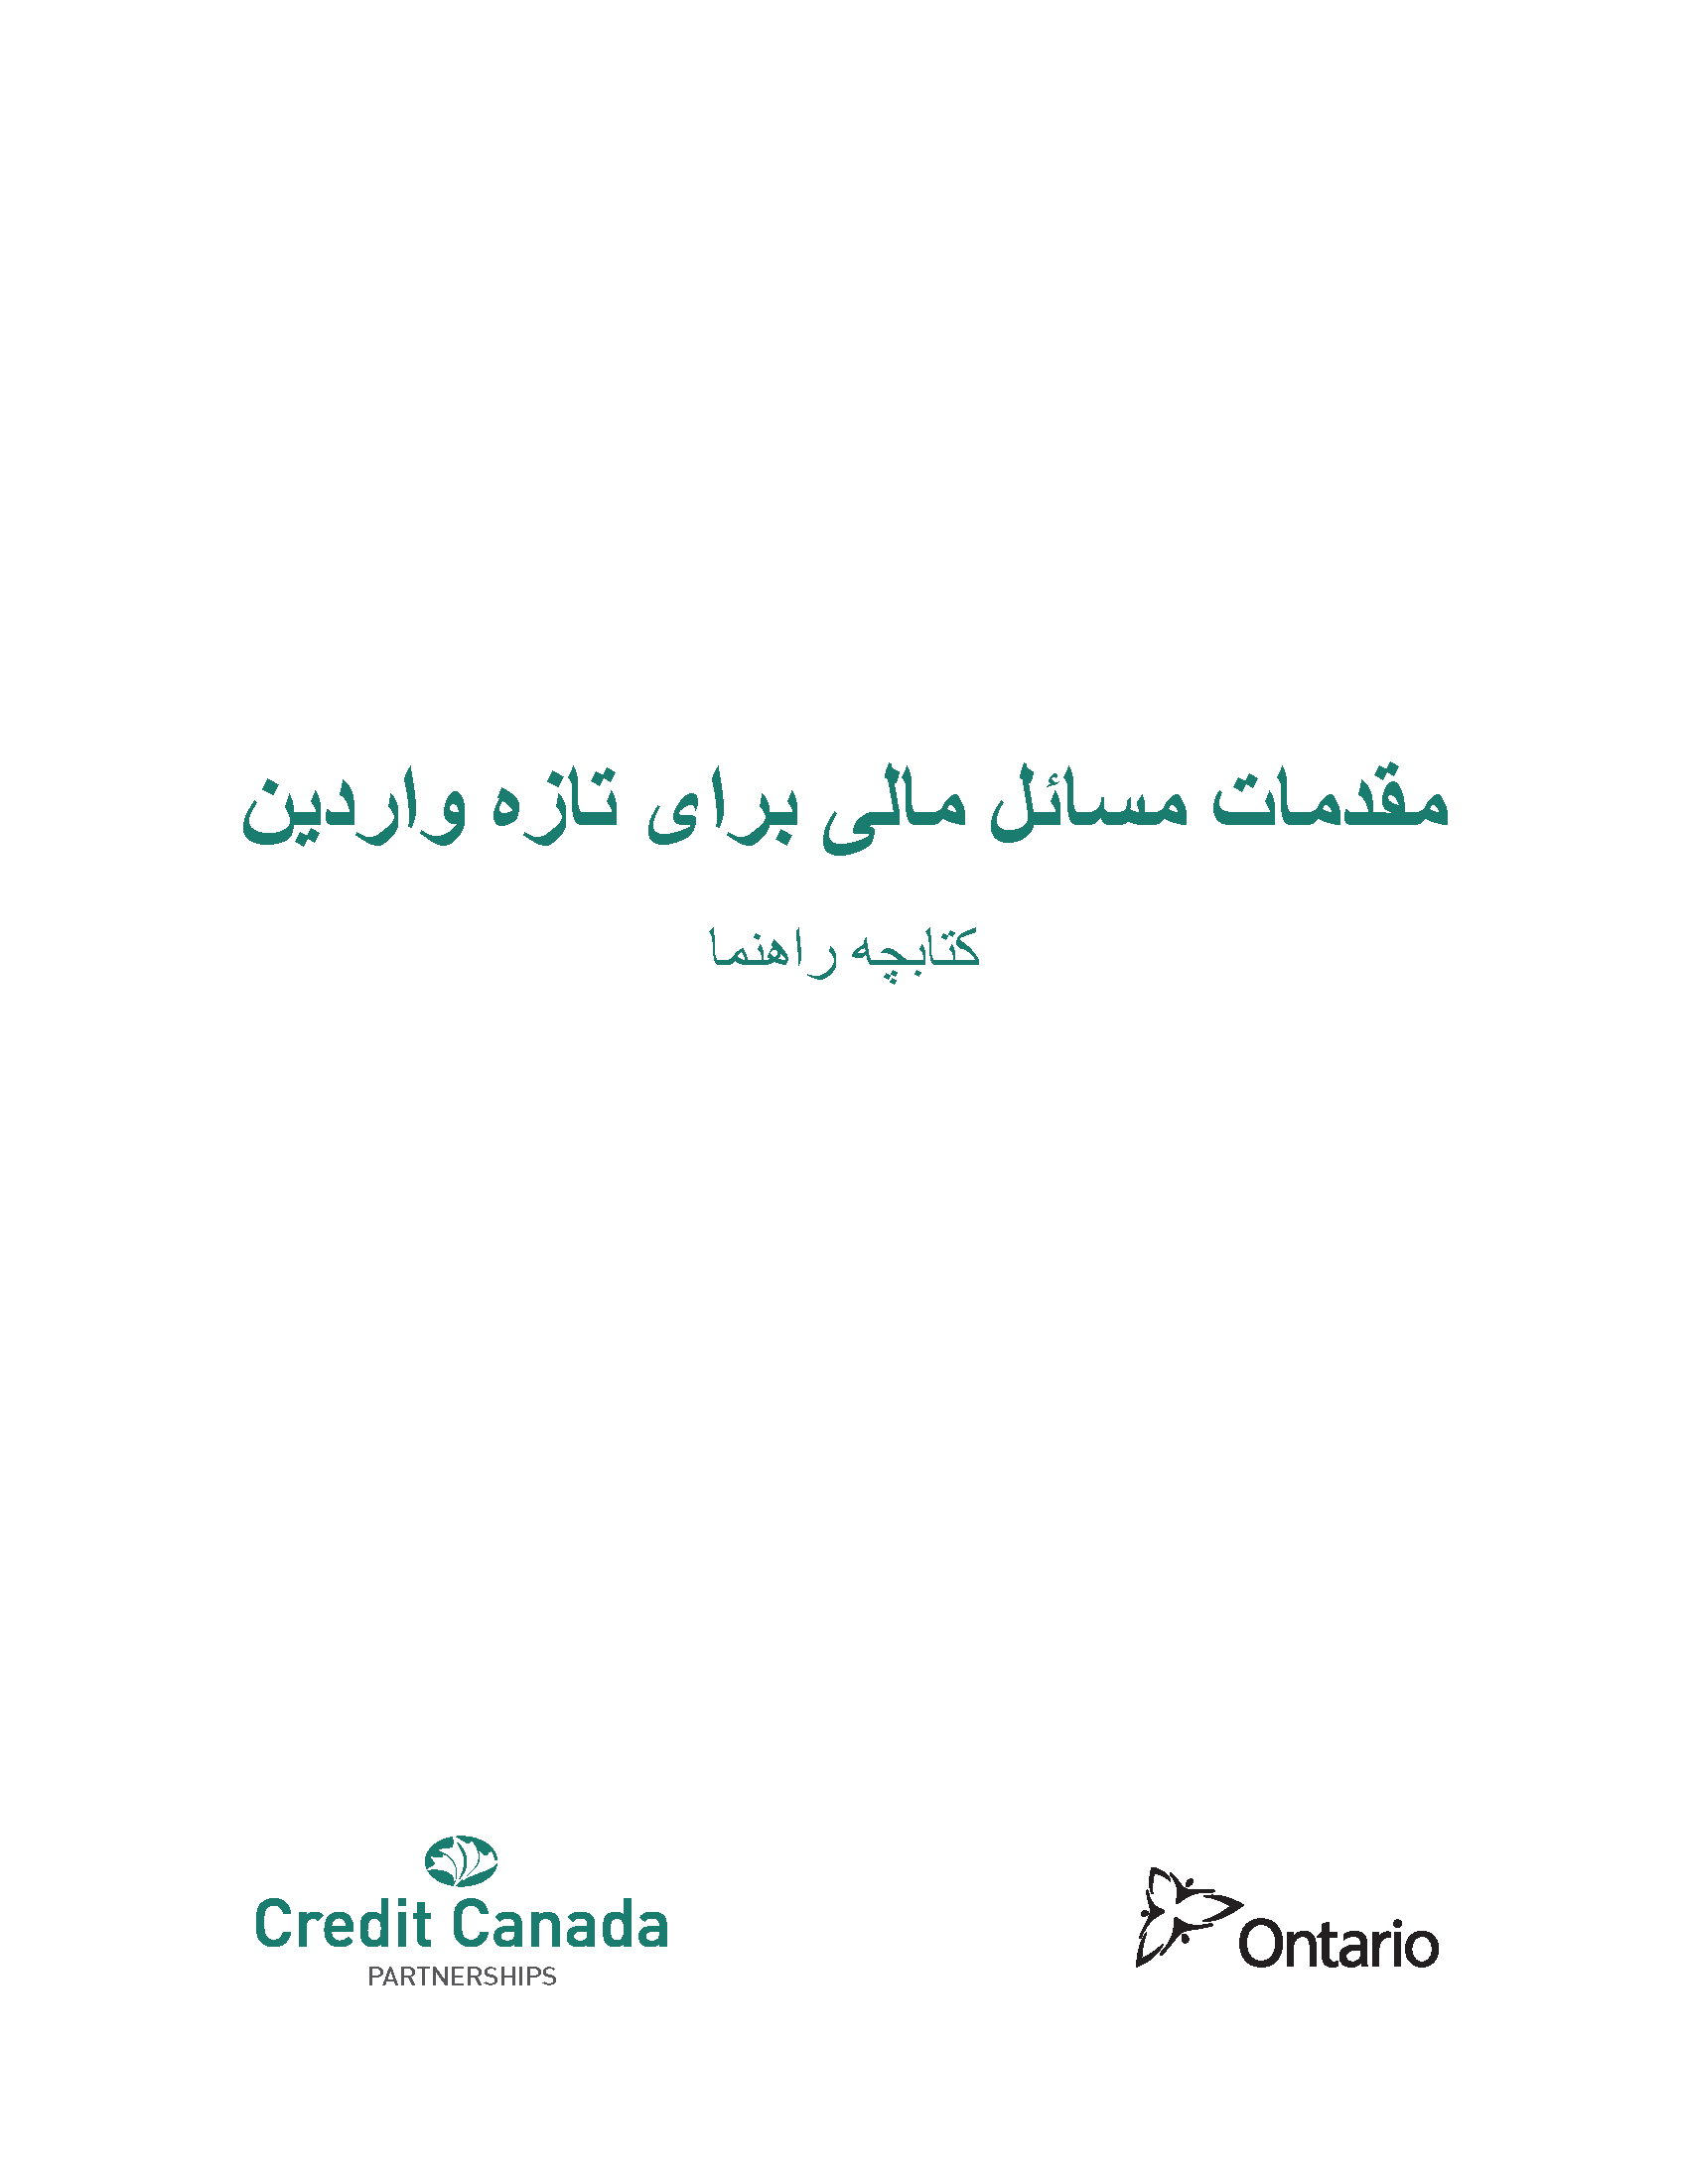 مقدمات مسائل مالی برای تازه واردین
کتابچه راهنما
Credit Canada
PARTNERSHIPS
Ontario